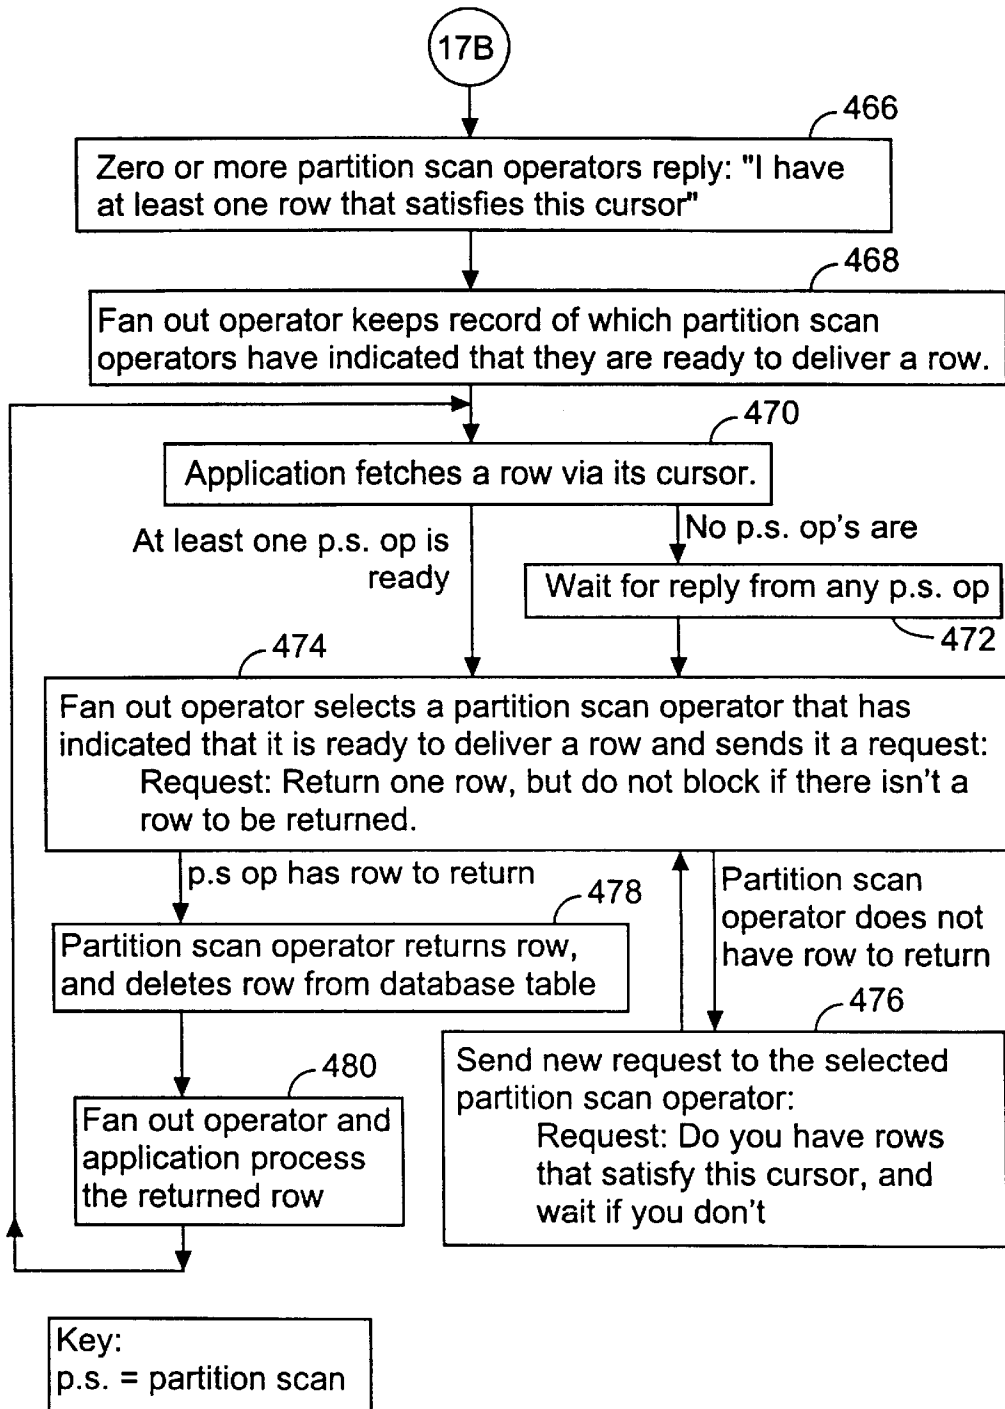 17B
466
Zero or more partition scan operators reply: "I have
at least one row that satisfies this cursor"
468
Fan out operator keeps record of which partition scan
operators have indicated that they are ready to deliver a row.
470
Application fetches a row via its cursor.
At least one p.s. op is
ready
No p.s. op's are
Wait for reply from any p.s. op
472
474
Fan out operator selects a partition scan operator that has
indicated that it is ready to deliver a row and sends it a request:
Request: Return one row, but do not block if there isn't a
row to be returned.
p.s op has row to return
478
Partition scan operator returns row,
and deletes row from database table
Partition scan
operator does not
have row to return
476
Send new request to the selected
partition scan operator:
Request: Do you have rows
that satisfy this cursor, and
wait if you don't
480
Fan out operator and
application process
the returned row
Key:
p.s. = partition scan